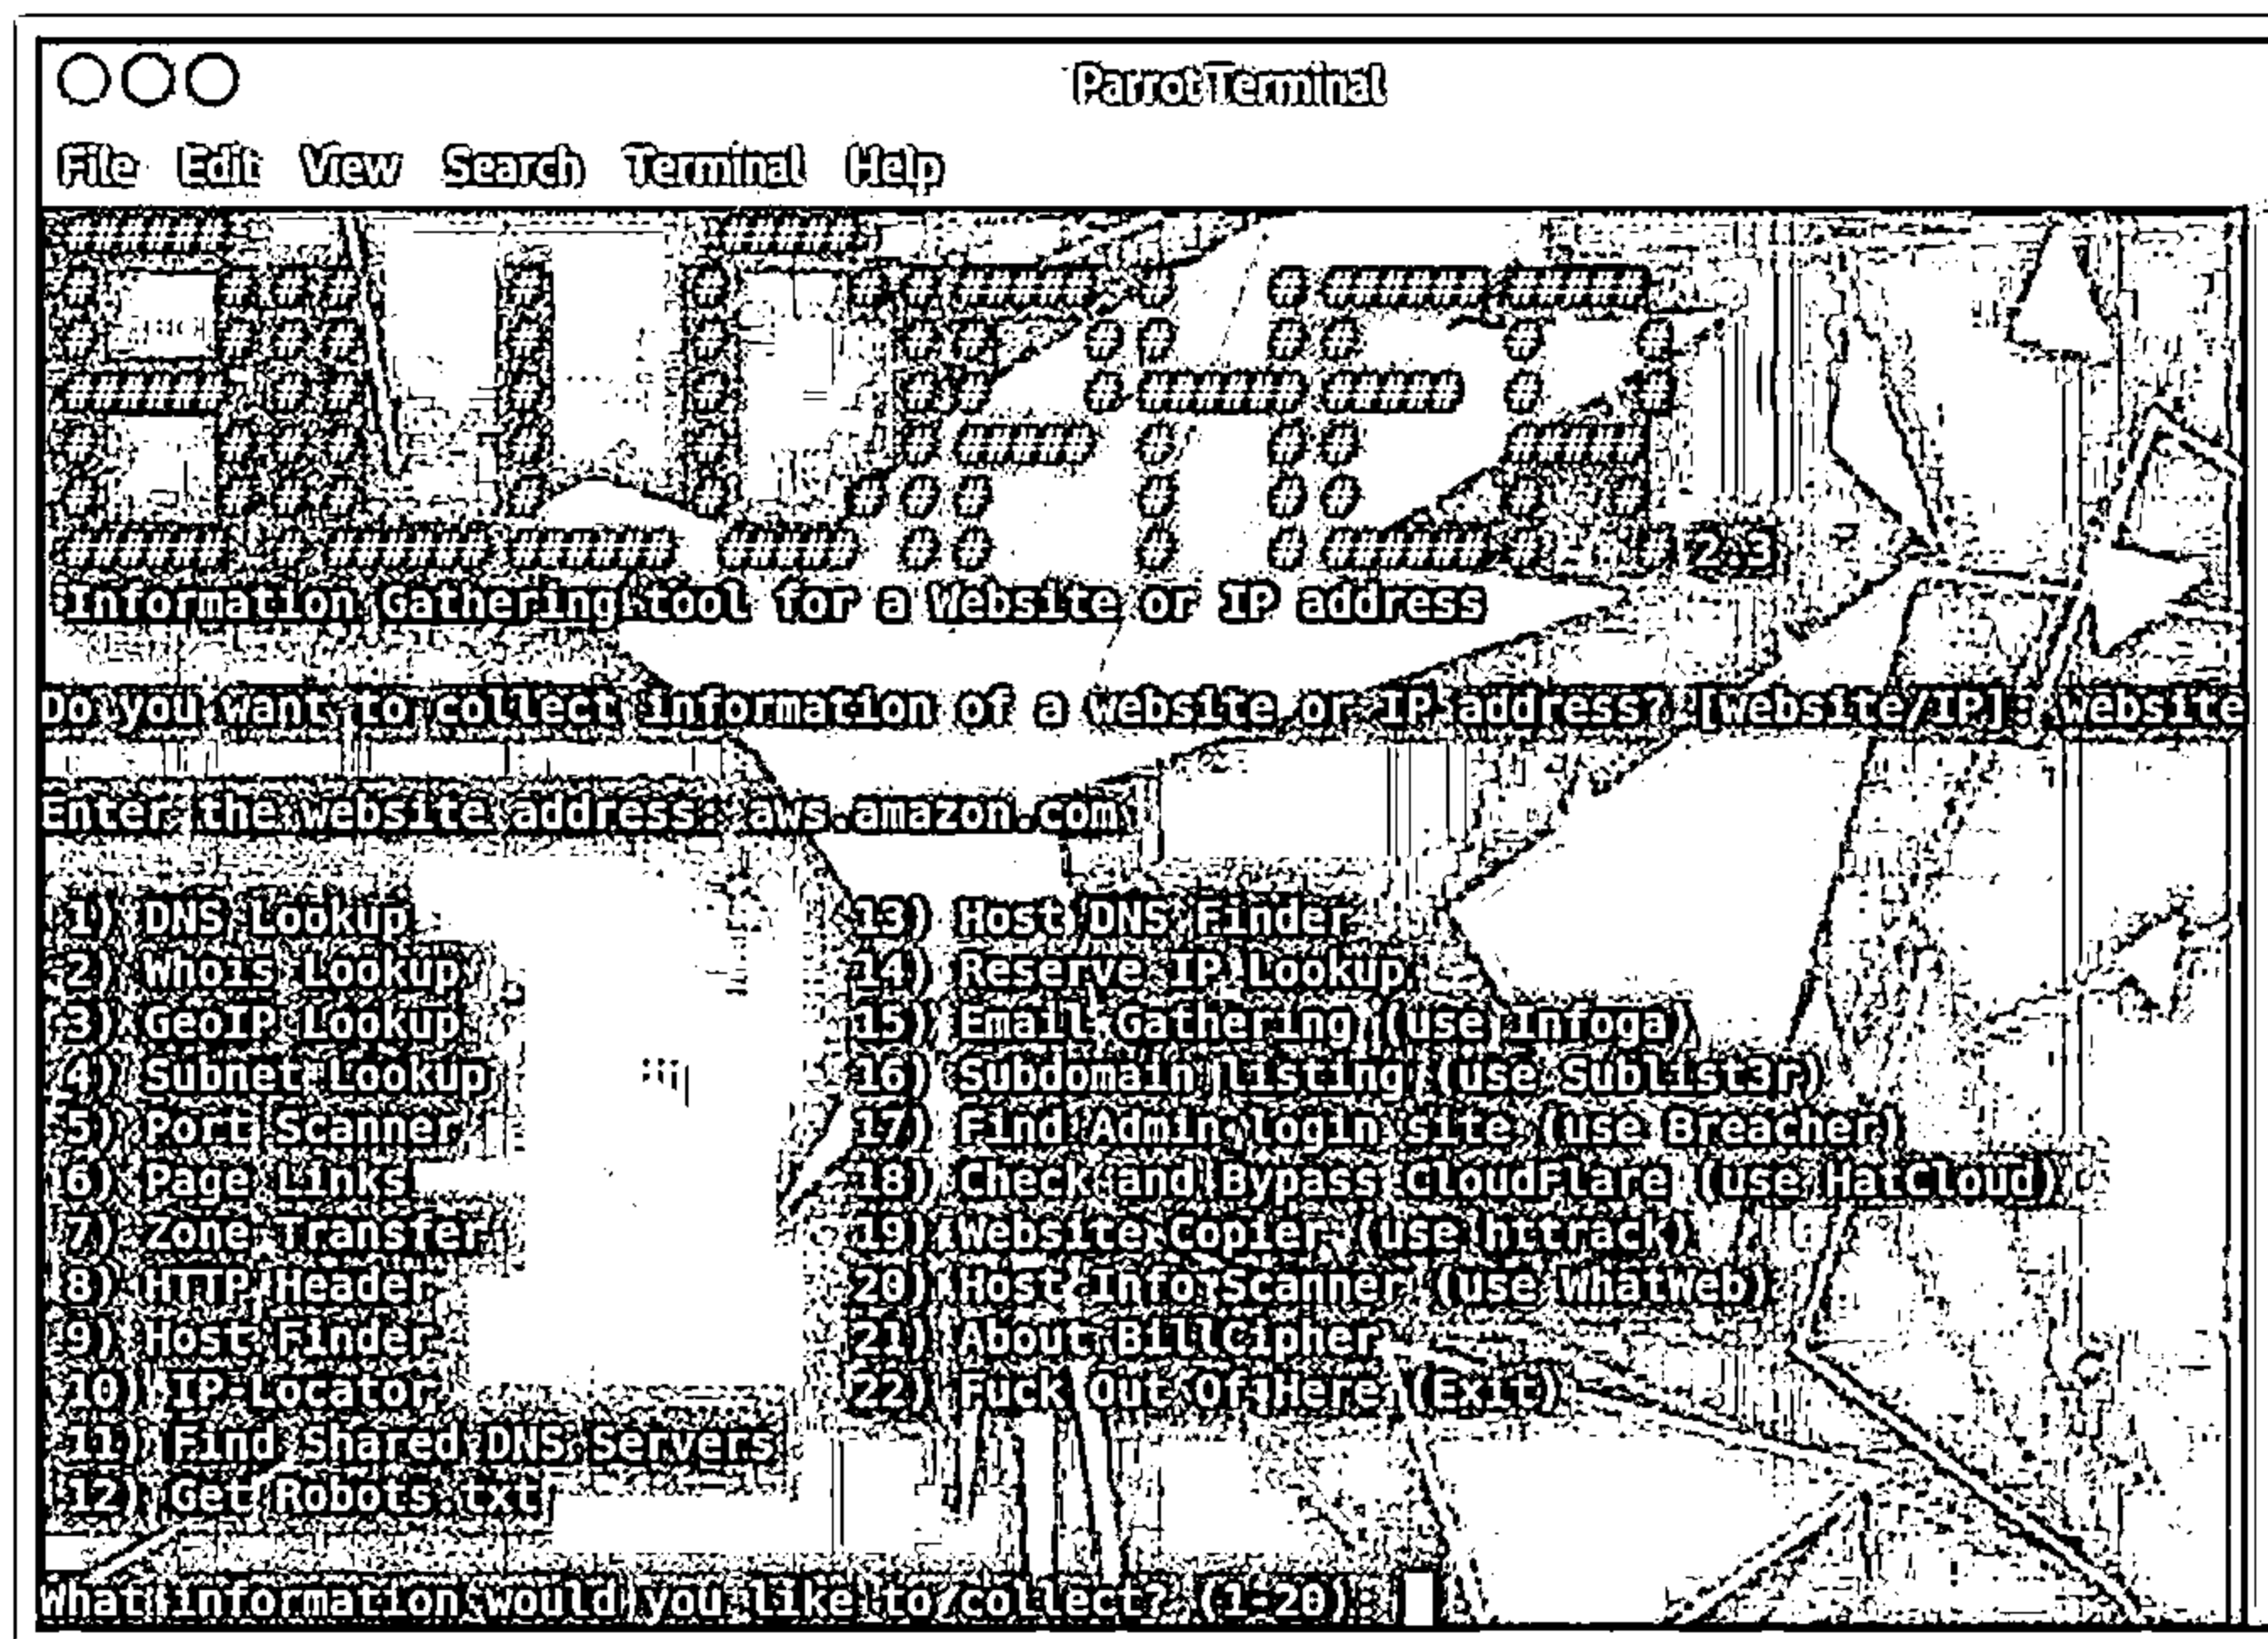 Parrot Terminal
File Edit View Search Terminal Help
###### ######
# # # # # # # # ##### # # ###### #####
# # # # # # # # # # # # # # #
###### # # # # # # # ###### ##### # #
# # # # # # # ##### # # # #####
# # # # # # # # # # # # # #
###### # ###### ###### ##### # # # # ###### # # 2.3
Information Gathering tool for a Website or IP address
Do you want to collect information of a website or IP address? [website/IP]: website
Enter the website address: aws.amazon.com
1) DNS Lookup 13) Host DNS Finder
2) Whois Lookup 14) Reserve IP Lookup
3) GeoIP Lookup 15) Email Gathering (use Infoga)
4) Subnet Lookup 16) Subdomain listing (use Sublist3r)
5) Port Scanner 17) Find Admin login site (use Breacher)
6) Page Links 18) Check and Bypass CloudFlare (use HatCloud)
7) Zone Transfer 19) Website Copier (use httrack)
8) HTTP Header 20) Host Info Scanner (use WhatWeb)
9) Host Finder 21) About BillCipher
10) IP Locator 22) Fuck Out Of Here (Exit)
11) Find Shared DNS Servers
12) Get Robots.txt
What information would you like to collect? (1-20):